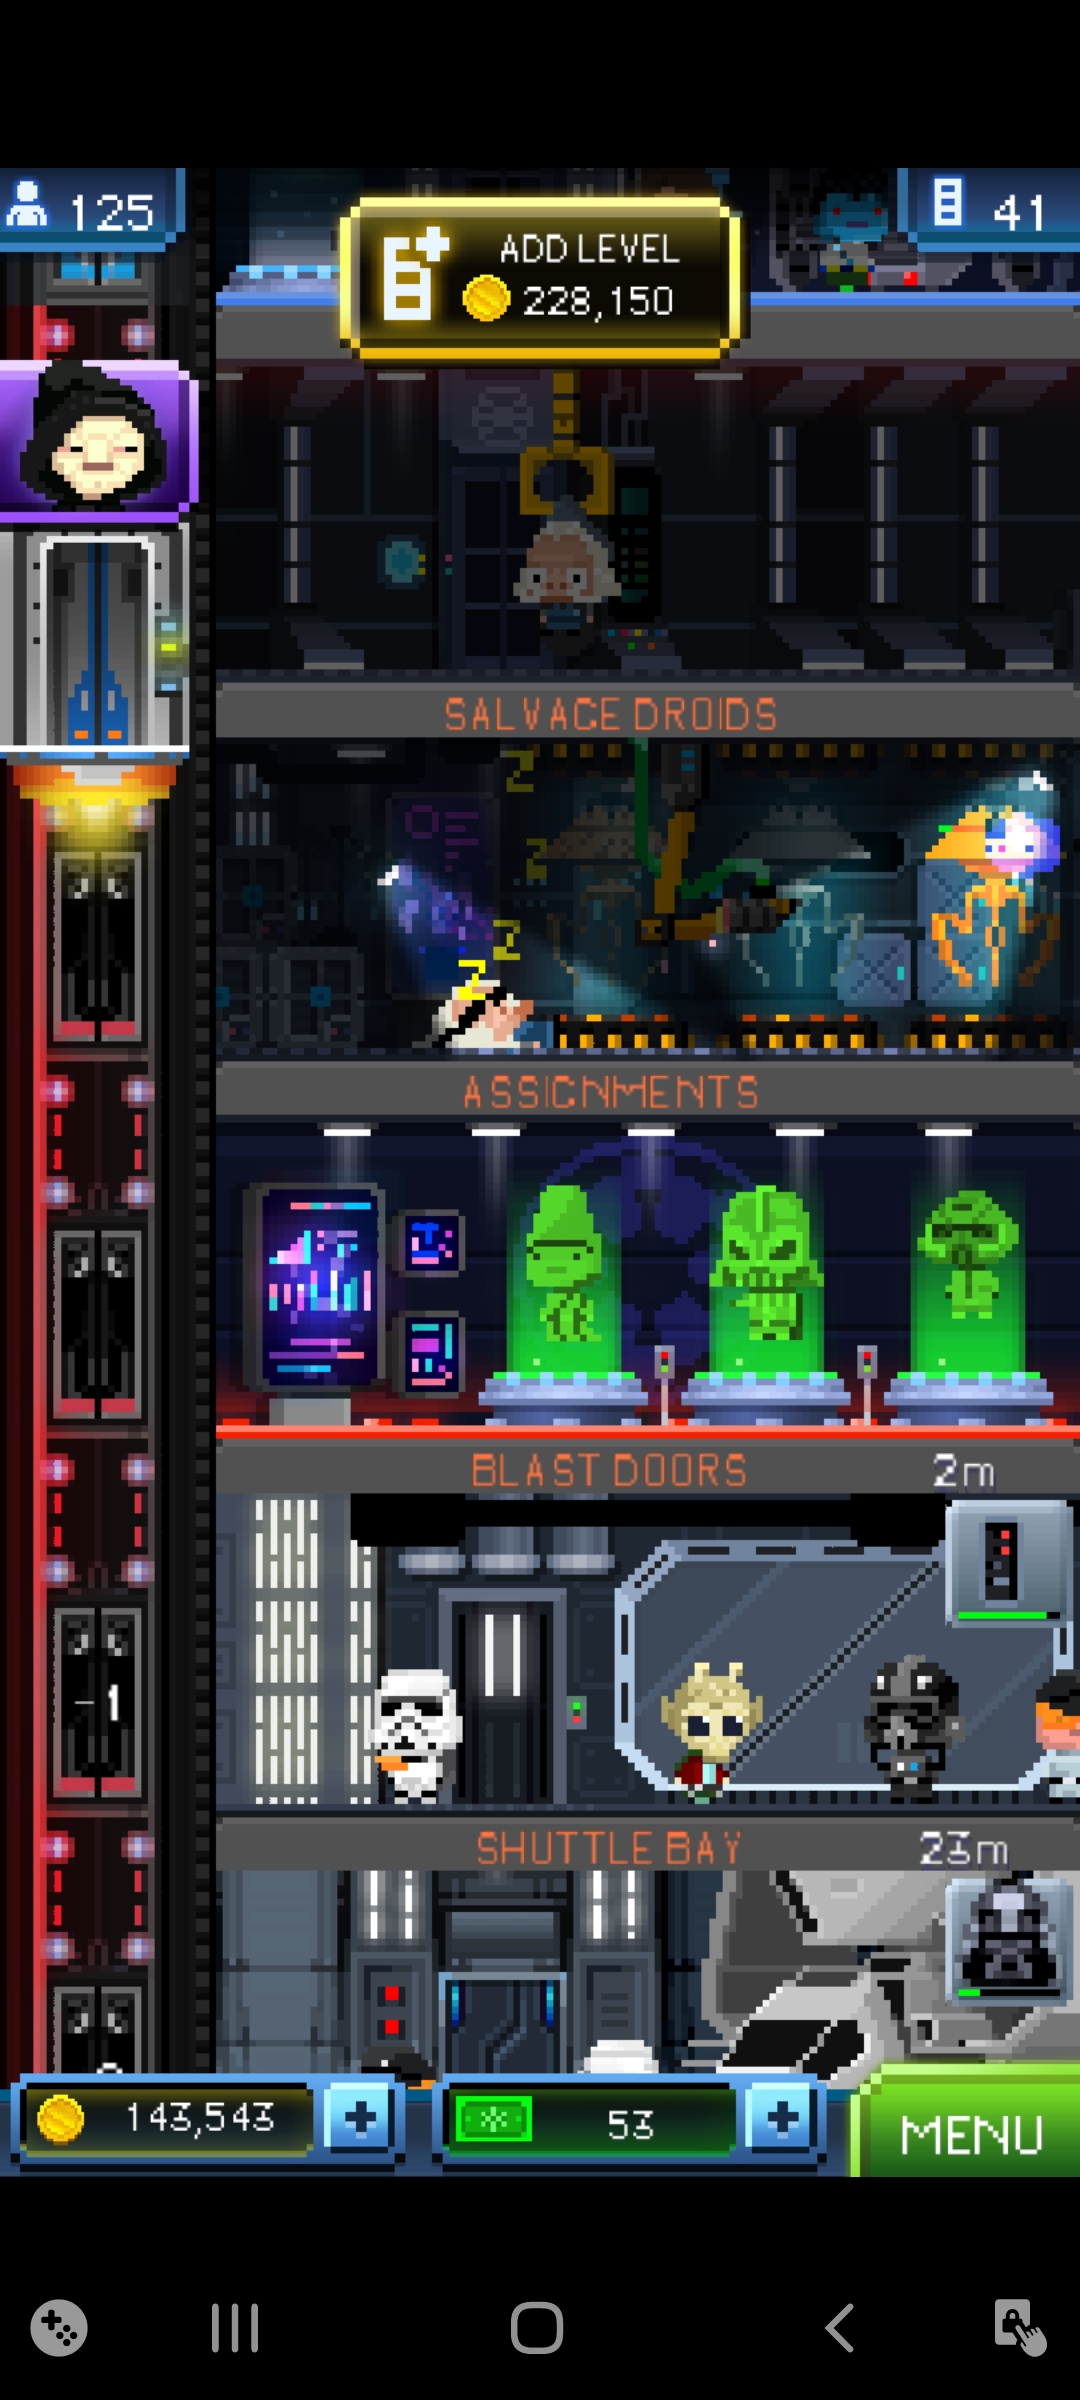 125
41
ADD LEVEL
228,150
SALVAGE DROIDS
Z
Z
Z
Z
ASSIGNMENTS
BLAST DOORS 2m
-1
SHUTTLE BAY 23m
143,543
+
53
+
MENU